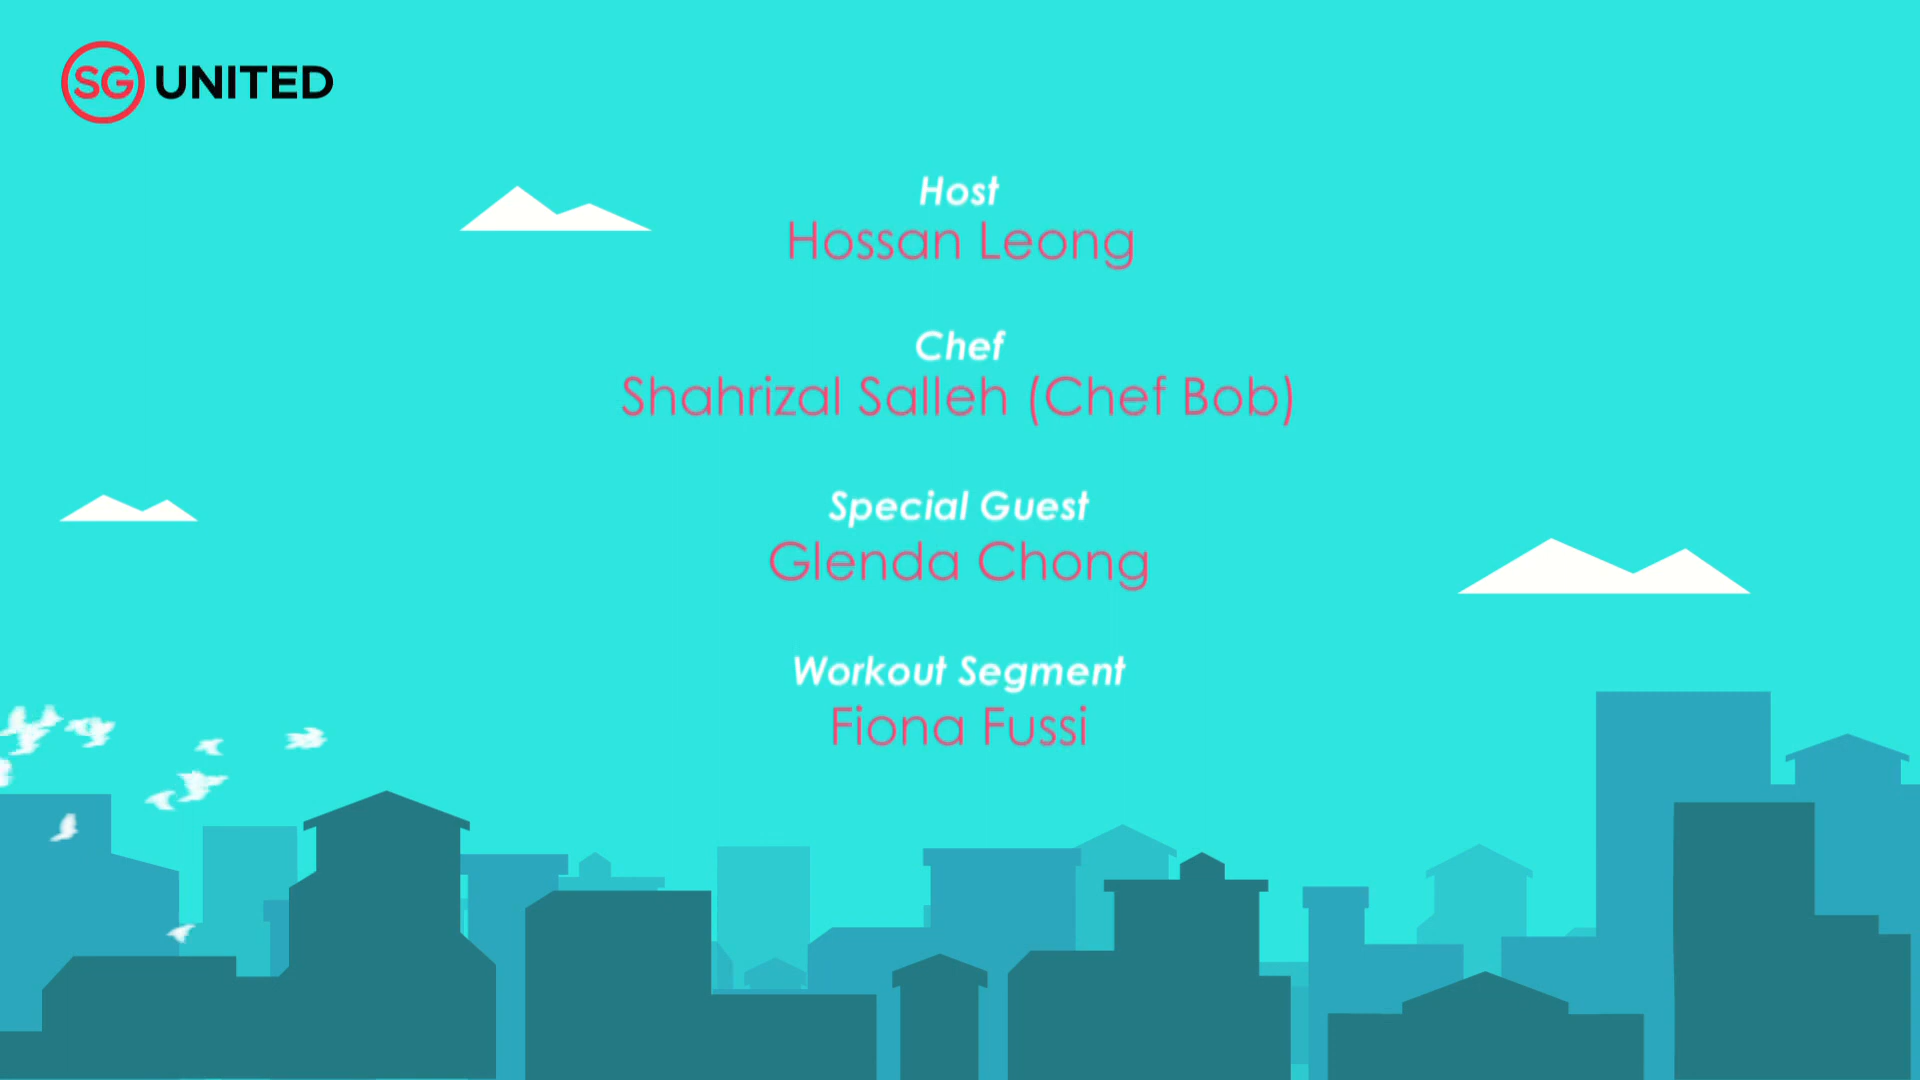 SG UNITED
Host
Hossan Leong
Chef
Shahrizal Salleh (Chef Bob)
Special Guest
Glenda Chong
Workout Segment
Fiona Fussi